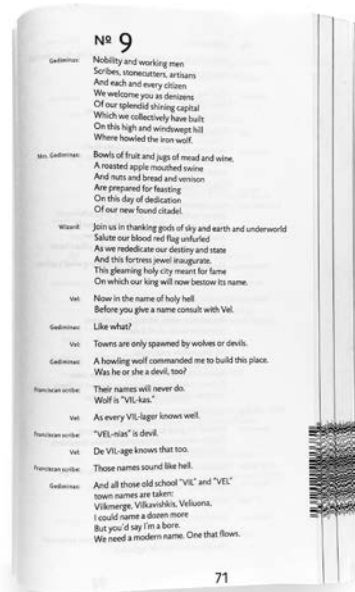 Nº 9
Gediminas: Nobility and working men
Scribes, stonecutters, artisans
And each and every citizen
We welcome you as denizens
Of our splendid shining capital
Which we collectively have built
On this high and windswept hill
Where howled the iron wolf.
Mrs. Gediminas: Bowls of fruit and jugs of mead and wine,
A roasted apple mouthed swine
And nuts and bread and venison
Are prepared for feasting
On this day of dedication
Of our new found citadel.
Wizard: Join us in thanking gods of sky and earth and underworld
Salute our blood red flag unfurled
As we rededicate our destiny and state
And this fortress jewel inaugurate.
This gleaming holy city meant for fame
On which our king will now bestow its name.
Vel: Now in the name of holy hell
Before you give a name consult with Vel.
Gediminas: Like what?
Vel: Towns are only spawned by wolves or devils.
Gediminas: A howling wolf commanded me to build this place.
Was he or she a devil, too?
Franciscan scribe: Their names will never do.
Wolf is "VIL-kas."
Vel: As every VIL-lager knows well.
Franciscan scribe: "VEL-nias" is devil.
Vel: De VIL-age knows that too.
Franciscan scribe: Those names sound like hell.
Gediminas: And all those old school "VIL" and "VEL"
town names are taken:
Vilkmerge, Vilkavishkis, Veliuona,
I could name a dozen more
But you'd say I'm a bore.
We need a modern name. One that flows.
71